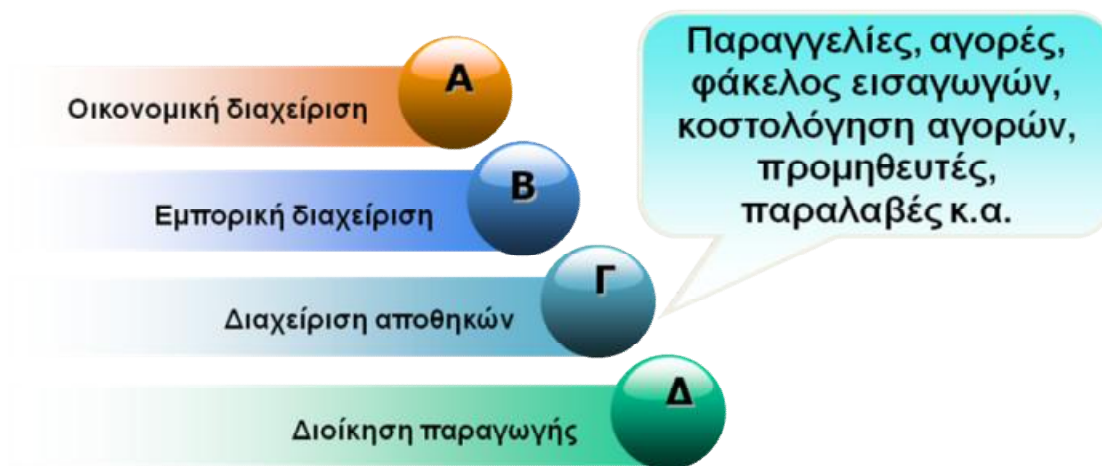 Α
Οικονομική διαχείριση
Β
Εμπορική διαχείριση
Γ
Διαχείριση αποθηκών
Δ
Διοίκηση παραγωγής
Παραγγελίες, αγορές,
φάκελος εισαγωγών,
κοστολόγηση αγορών,
προμηθευτές,
παραλαβές κ.α.